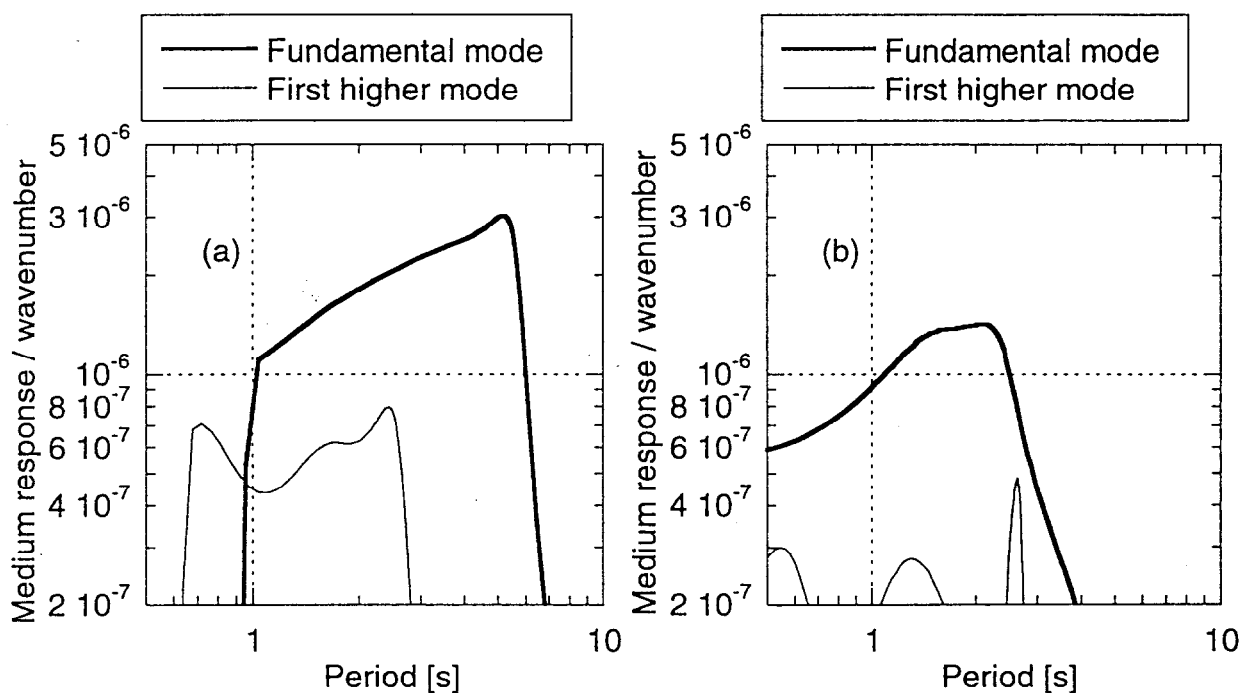 Fundamental mode
First higher mode
Medium response / wavenumber
5 10-6
3 10-6
10-6
8 10-7
6 10-7
4 10-7
2 10-7
(a)
1
10
Period [s]
Fundamental mode
First higher mode
Medium response / wavenumber
5 10-6
3 10-6
10-6
8 10-7
6 10-7
4 10-7
2 10-7
(b)
1
10
Period [s]